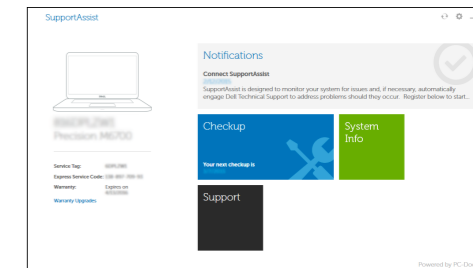 SupportAssist
Notifications
Connect SupportAssist
SupportAssist is designed to monitor your system for issues and, if necessary, automatically
engage Dell Technical Support to address problems should they occur. Register below to start..
Precision M6700
Service Tag:
Express Service Code:
Warranty:
Expires on
Warranty Upgrades
Checkup
Your next checkup is
System
Info
Support
Powered by PC-Doc